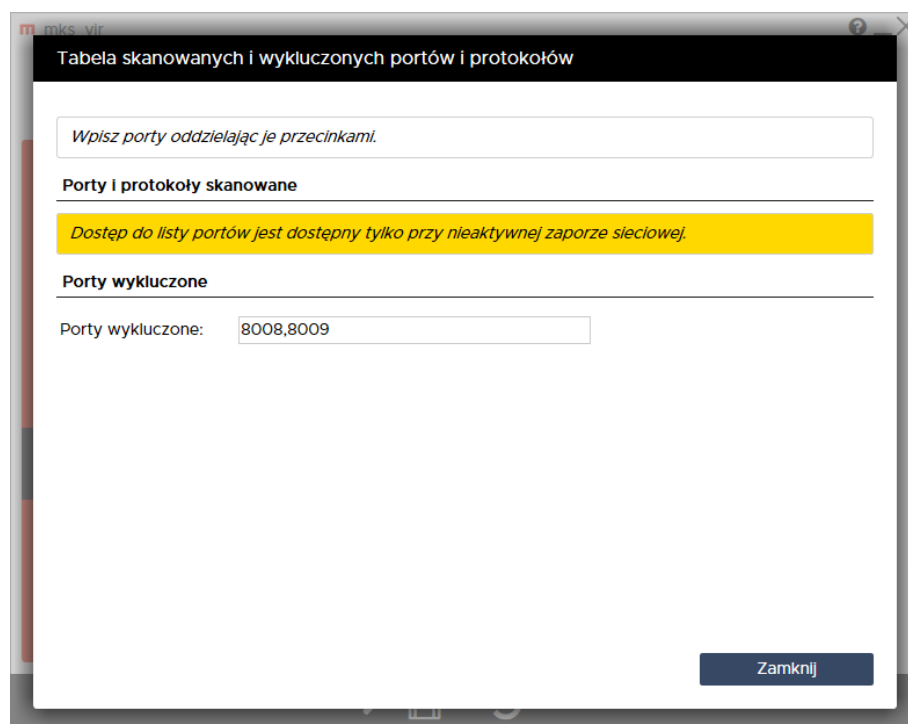 mks_vir
Tabela skanowanych i wykluczonych portów i protokołów
Wpisz porty oddzielając je przecinkami.
Porty i protokoły skanowane
Dostęp do listy portów jest dostępny tylko przy nieaktywnej zaporze sieciowej.
Porty wykluczone
Porty wykluczone: 8008,8009
Zamknij